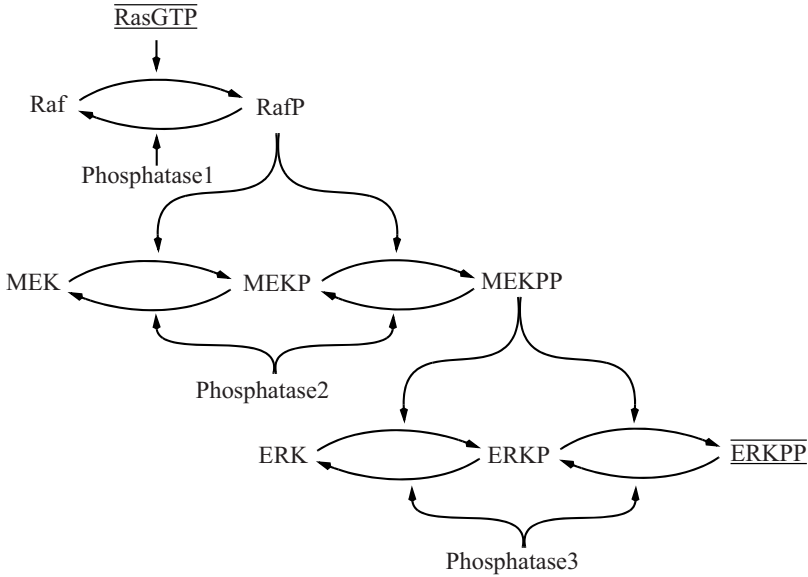 RasGTP
Raf
RafP
Phosphatase1
MEK
MEKP
MEKPP
Phosphatase2
ERK
ERKP
ERKPP
Phosphatase3